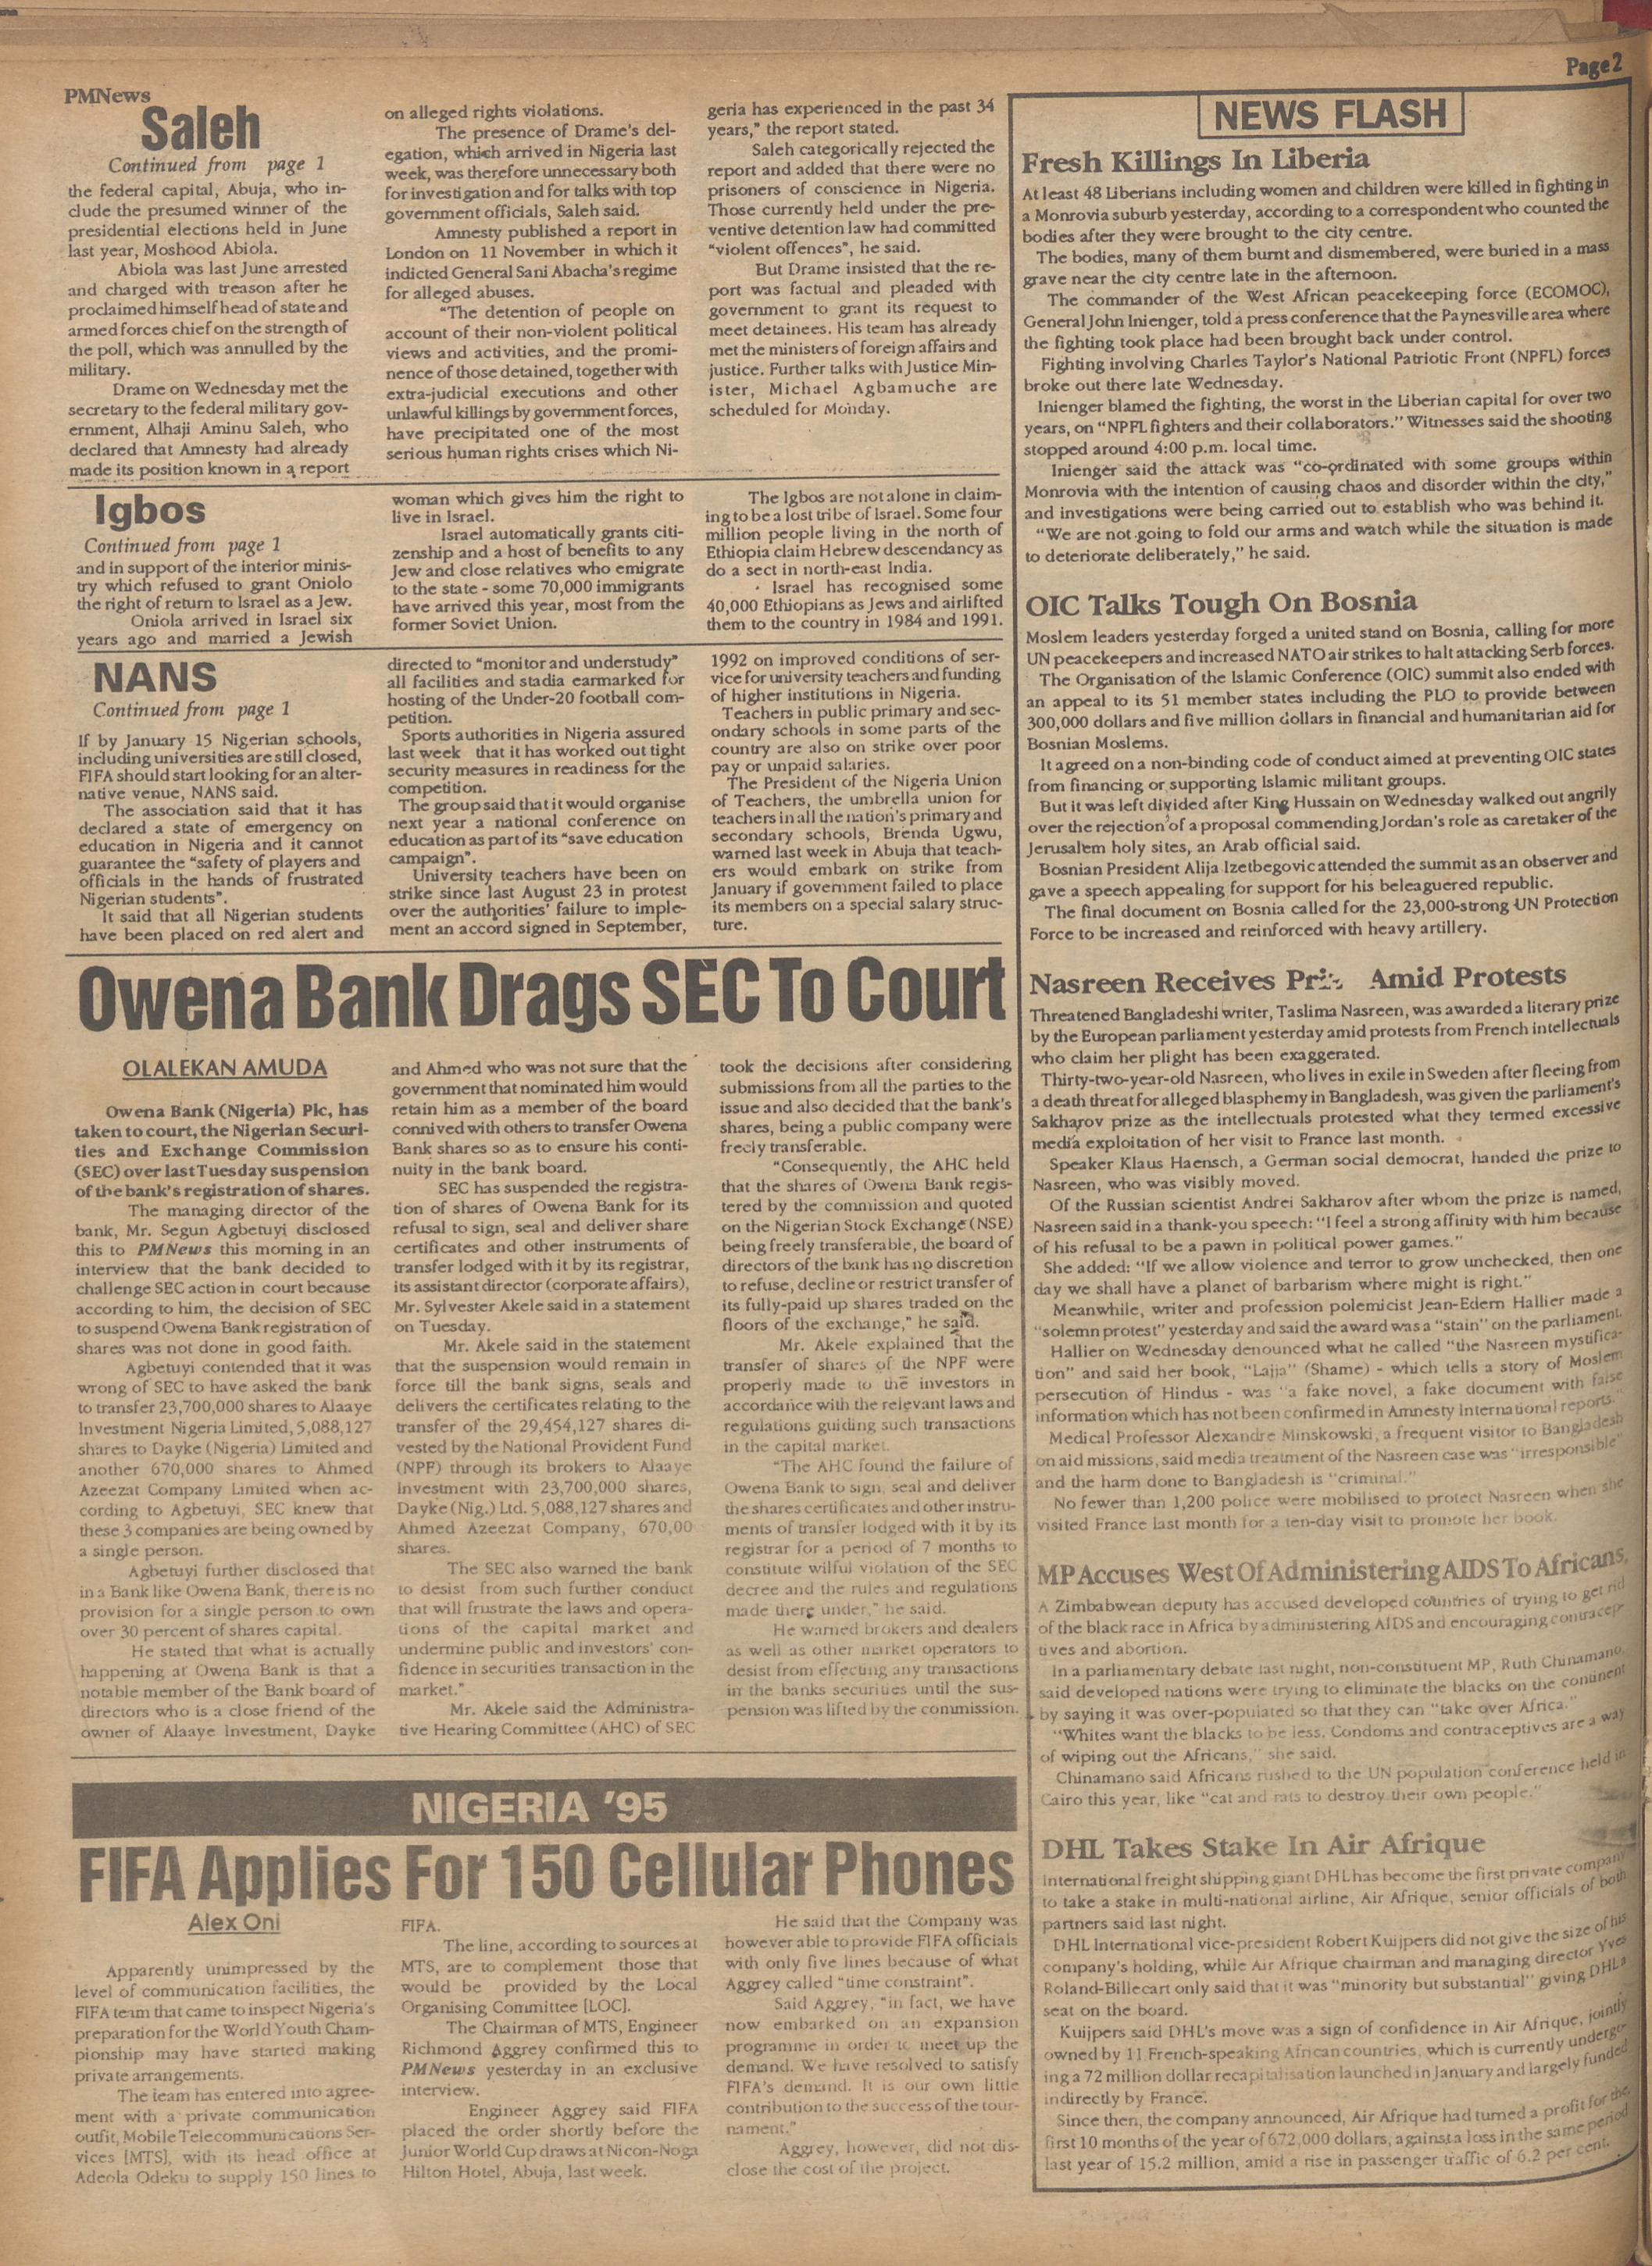 Page 2
PMNews
Saleh
Continued from page 1
the federal capital, Abuja, who in-
clude the presumed winner of the
presidential elections held in June
last year, Moshood Abiola.
Abiola was last June arrested
and charged with treason after he
proclaimed himself head of state and
armed forces chief on the strength of
the poll, which was annulled by the
military.
Drame on Wednesday met the
secretary to the federal military gov-
ernment, Alhaji Aminu Saleh, who
declared that Amnesty had already
made its position known in a report
on alleged rights violations.
The presence of Drame's del-
egation, which arrived in Nigeria last
week, was therefore unnecessary both
for investigation and for talks with top
government officials, Saleh said.
Amnesty published a report in
London on 11 November in which it
indicted General Sani Abacha's regime
for alleged abuses.
"The detention of people on
account of their non-violent political
views and activities, and the promi-
nence of those detained, together with
extra-judicial executions and other
unlawful killings by government forces,
have precipitated one of the most
serious human rights crises which Ni-
geria has experienced in the past 34
years," the report stated.
Saleh categorically rejected the
report and added that there were no
prisoners of conscience in Nigeria.
Those currently held under the pre-
ventive detention law had committed
"violent offences", he said.
But Drame insisted that the re-
port was factual and pleaded with
government to grant its request to
meet detainees. His team has already
met the ministers of foreign affairs and
justice. Further talks with Justice Min-
ister, Michael Agbamuche are
scheduled for Monday.
Igbos
Continued from page 1
and in support of the interior minis-
try which refused to grant Oniolo
the right of return to Israel as a Jew.
Oniola arrived in Israel six
years ago and married a Jewish
woman which gives him the right to
live in Israel.
Israel automatically grants citi-
zenship and a host of benefits to any
Jew and close relatives who emigrate
to the state - some 70,000 immigrants
have arrived this year, most from the
former Soviet Union.
The Igbos are not alone in claim-
ing to be a lost tribe of Israel. Some four
million people living in the north of
Ethiopia claim Hebrew descendancy as
do a sect in north-east India.
Israel has recognised some
40,000 Ethiopians as Jews and airlifted
them to the country in 1984 and 1991.
NANS
Continued from page 1
If by January 15 Nigerian schools,
including universities are still closed,
FIFA should start looking for an alter-
native venue, NANS said.
The association said that it has
declared a state of emergency on
education in Nigeria and it cannot
guarantee the "safety of players and
officials in the hands of frustrated
Nigerian students".
It said that all Nigerian students
have been placed on red alert and
directed to "monitor and understudy"
all facilities and stadia earmarked for
hosting of the Under-20 football com-
petition.
Sports authorities in Nigeria assured
last week that it has worked out tight
security measures in readiness for the
competition.
The group said that it would organise
next year a national conference on
education as part of its "save education
campaign".
University teachers have been on
strike since last August 23 in protest
over the authorities' failure to imple-
ment an accord signed in September,
1992 on improved conditions of ser-
vice for university teachers and funding
of higher institutions in Nigeria.
Teachers in public primary and sec-
ondary schools in some parts of the
country are also on strike over poor
pay or unpaid salaries.
The President of the Nigeria Union
of Teachers, the umbrella union for
teachers in all the nation's primary and
secondary schools, Brenda Ugwu,
warned last week in Abuja that teach-
ers would embark on strike from
January if government failed to place
its members on a special salary struc-
ture.
Owena Bank Drags SEC To Court
OLALEKAN AMUDA
Owena Bank (Nigeria) Plc, has
taken to court, the Nigerian Securi-
ties and Exchange Commission
(SEC) over last Tuesday suspension
of the bank's registration of shares.
The managing director of the
bank, Mr. Segun Agbetuyi disclosed
this to PMNews this morning in an
interview that the bank decided to
challenge SEC action in court because
according to him, the decision of SEC
to suspend Owena Bank registration of
shares was not done in good faith.
Agbetuyi contended that it was
wrong of SEC to have asked the bank
to transfer 23,700,000 shares to Alaaye
Investment Nigeria Limited, 5,088,127
shares to Dayke (Nigeria) Limited and
another 670,000 shares to Ahmed
Azeezat Company Limited when ac-
cording to Agbetuyi, SEC knew that
these 3 companies are being owned by
a single person.
Agbetuyi further disclosed that
in a Bank like Owena Bank, there is no
provision for a single person to own
over 30 percent of shares capital.
He stated that what is actually
happening at Owena Bank is that a
notable member of the Bank board of
directors who is a close friend of the
owner of Alaaye Investment, Dayke
and Ahmed who was not sure that the
government that nominated him would
retain him as a member of the board
connived with others to transfer Owena
Bank shares so as to ensure his conti-
nuity in the bank board.
SEC has suspended the registra-
tion of shares of Owena Bank for its
refusal to sign, seal and deliver share
certificates and other instruments of
transfer lodged with it by its registrar,
its assistant director (corporate affairs),
Mr. Sylvester Akele said in a statement
on Tuesday.
Mr. Akele said in the statement
that the suspension would remain in
force till the bank signs, seals and
delivers the certificates relating to the
transfer of the 29,454,127 shares di-
vested by the National Provident Fund
(NPF) through its brokers to Alaaye
Investment with 23,700,000 shares,
Dayke (Nig.) Ltd. 5,088,127 shares and
Ahmed Azeezat Company, 670,00
shares.
The SEC also warned the bank
to desist from such further conduct
that will frustrate the laws and opera-
tions of the capital market and
undermine public and investors' con-
fidence in securities transaction in the
market."
Mr. Akele said the Administra-
tive Hearing Committee (AHC) of SEC
took the decisions after considering
submissions from all the parties to the
issue and also decided that the bank's
shares, being a public company were
freely transferable.
"Consequently, the AHC held
that the shares of Owena Bank regis-
tered by the commission and quoted
on the Nigerian Stock Exchange (NSE)
being freely transferable, the board of
directors of the bank has no discretion
to refuse, decline or restrict transfer of
its fully-paid up shares traded on the
floors of the exchange," he said.
Mr. Akele explained that the
transfer of shares of the NPF were
properly made to the investors in
accordance with the relevant laws and
regulations guiding such transactions
in the capital market.
"The AHC found the failure of
Owena Bank to sign, seal and deliver
the shares certificates and other instru-
ments of transfer lodged with it by its
registrar for a period of 7 months to
constitute wilful violation of the SEC
decree and the rules and regulations
made there under," he said.
He warned brokers and dealers
as well as other market operators to
desist from effecting any transactions
in the banks securities until the sus-
pension was lifted by the commission.
NIGERIA '95
FIFA Applies For 150 Cellular Phones
Alex Oni
Apparently unimpressed by the
level of communication facilities, the
FIFA team that came to inspect Nigeria's
preparation for the World Youth Cham-
pionship may have started making
private arrangements.
The team has entered into agree-
ment with a private communication
outfit, Mobile Telecommunications Ser-
vices [MTS], with its head office at
Adeola Odeku to supply 150 lines to
FIFA.
The line, according to sources at
MTS, are to complement those that
would be provided by the Local
Organising Committee [LOC].
The Chairman of MTS, Engineer
Richmond Aggrey confirmed this to
PMNews yesterday in an exclusive
interview.
Engineer Aggrey said FIFA
placed the order shortly before the
Junior World Cup draws at Nicon-Noga
Hilton Hotel, Abuja, last week.
He said that the Company was
however able to provide FIFA officials
with only five lines because of what
Aggrey called "time constraint".
Said Aggrey, "in fact, we have
now embarked on an expansion
programme in order to meet up the
demand. We have resolved to satisfy
FIFA's demand. It is our own little
contribution to the success of the tour-
nament."
Aggrey, however, did not dis-
close the cost of the project.
NEWS FLASH
Fresh Killings In Liberia
At least 48 Liberians including women and children were killed in fighting in
a Monrovia suburb yesterday, according to a correspondent who counted the
bodies after they were brought to the city centre.
The bodies, many of them burnt and dismembered, were buried in a mass
grave near the city centre late in the afternoon.
The commander of the West African peacekeeping force (ECOMOC),
General John Inienger, told a press conference that the Paynesville area where
the fighting took place had been brought back under control.
Fighting involving Charles Taylor's National Patriotic Front (NPFL) forces
broke out there late Wednesday.
Inienger blamed the fighting, the worst in the Liberian capital for over two
years, on "NPFL fighters and their collaborators." Witnesses said the shooting
stopped around 4:00 p.m. local time.
Inienger said the attack was "co-ordinated with some groups within
Monrovia with the intention of causing chaos and disorder within the city,"
and investigations were being carried out to establish who was behind it.
"We are not going to fold our arms and watch while the situation is made
to deteriorate deliberately," he said.
OIC Talks Tough On Bosnia
Moslem leaders yesterday forged a united stand on Bosnia, calling for more
UN peacekeepers and increased NATO air strikes to halt attacking Serb forces.
The Organisation of the Islamic Conference (OIC) summit also ended with
an appeal to its 51 member states including the PLO to provide between
300,000 dollars and five million dollars in financial and humanitarian aid for
Bosnian Moslems.
It agreed on a non-binding code of conduct aimed at preventing OIC states
from financing or supporting Islamic militant groups.
But it was left divided after King Hussain on Wednesday walked out angrily
over the rejection of a proposal commending Jordan's role as caretaker of the
Jerusalem holy sites, an Arab official said.
Bosnian President Alija Izetbegovic attended the summit as an observer and
gave a speech appealing for support for his beleaguered republic.
The final document on Bosnia called for the 23,000-strong UN Protection
Force to be increased and reinforced with heavy artillery.
Nasreen Receives Amid Protests
Threatened Bangladeshi writer, Taslima Nasreen, was awarded a literary prize
by the European parliament yesterday amid protests from French intellectuals
who claim her plight has been exaggerated.
Thirty-two-year-old Nasreen, who lives in exile in Sweden after fleeing from
a death threat for alleged blasphemy in Bangladesh, was given the parliament's
Sakharov prize as the intellectuals protested what they termed excessive
media exploitation of her visit to France last month.
Speaker Klaus Haensch, a German social democrat, handed the prize to
Nasreen, who was visibly moved.
Of the Russian scientist Andrei Sakharov after whom the prize is named,
Nasreen said in a thank-you speech: "I feel a strong affinity with him because
of his refusal to be a pawn in political power games."
She added: "If we allow violence and terror to grow unchecked, then one
day we shall have a planet of barbarism where might is right."
Meanwhile, writer and profession polemicist Jean-Edern Hallier made a
"solemn protest" yesterday and said the award was a "stain" on the parliament.
Hallier on Wednesday denounced what he called "the Nasreen mystifica-
tion" and said her book, "Lajja" (Shame) - which tells a story of Moslem
persecution of Hindus - was "a fake novel, a fake document with false
information which has not been confirmed in Amnesty International reports."
Medical Professor Alexandre Minskowski, a frequent visitor to Bangladesh
on aid missions, said media treatment of the Nasreen case was "irresponsible"
and the harm done to Bangladesh is "criminal."
No fewer than 1,200 police were mobilised to protect Nasreen when she
visited France last month for a ten-day visit to promote her book.
MP Accuses West Of Administering AIDS To Africans,
A Zimbabwean deputy has accused developed countries of trying to get rid
of the black race in Africa by administering AIDS and encouraging contracep-
tives and abortion.
In a parliamentary debate last night, non-constituent MP, Ruth Chinamano,
said developed nations were trying to eliminate the blacks on the continent
by saying it was over-populated so that they can "take over Africa."
"Whites want the blacks to be less. Condoms and contraceptives are a way
of wiping out the Africans," she said.
Chinamano said Africans rushed to the UN population conference held in
Cairo this year, like "cat and rats to destroy their own people."
DHL Takes Stake In Air Afrique
International freight shipping giant DHL has become the first private company
to take a stake in multi-national airline, Air Afrique, senior officials of both
partners said last night.
DHL International vice-president Robert Kuijpers did not give the size of his
company's holding, while Air Afrique chairman and managing director Yves
Roland-Billecart only said that it was "minority but substantial" giving DHL a
seat on the board.
Kuijpers said DHL's move was a sign of confidence in Air Afrique, jointly
owned by 11 French-speaking African countries, which is currently undergo-
ing a 72 million dollar recapitalisation launched in January and largely funded
indirectly by France.
Since then, the company announced, Air Afrique had turned a profit for the
first 10 months of the year of 672,000 dollars, against a loss in the same period
last year of 15.2 million, amid a rise in passenger traffic of 6.2 per cent.